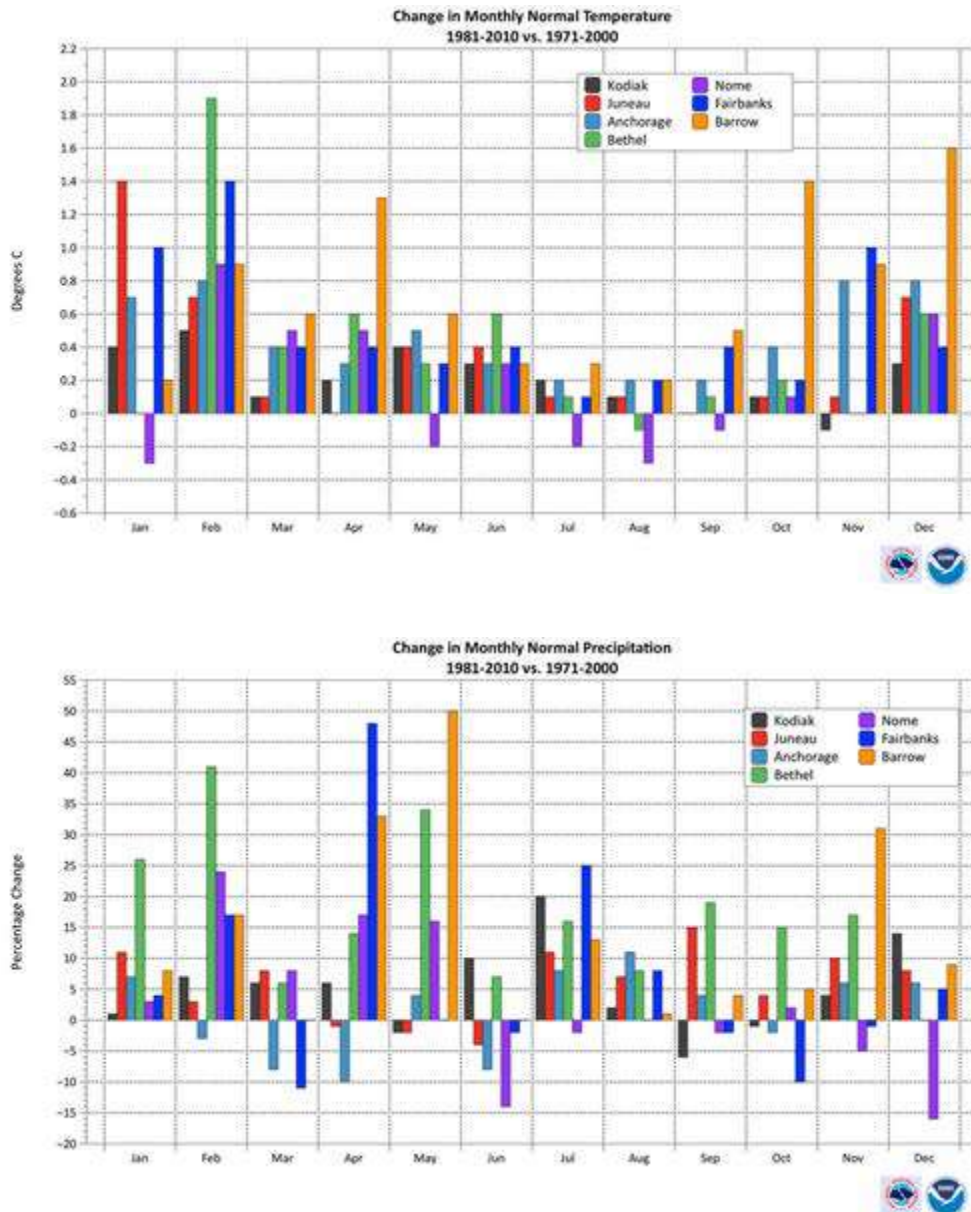 Change in Monthly Normal Temperature
1981-2010 vs. 1971-2000
2.2
2.0
1.8
1.6
1.4
1.2
1.0
0.8
0.6
0.4
0.2
0
−0.2
−0.4
−0.6
Degrees C
Kodiak
Juneau
Anchorage
Bethel
Nome
Fairbanks
Barrow
Jan Feb Mar Apr May Jun Jul Aug Sep Oct Nov Dec
Change in Monthly Normal Precipitation
1981-2010 vs. 1971-2000
55
50
45
40
35
30
25
20
15
10
5
0
−5
−10
−15
−20
Percentage Change
Kodiak
Juneau
Anchorage
Bethel
Nome
Fairbanks
Barrow
Jan Feb Mar Apr May Jun Jul Aug Sep Oct Nov Dec